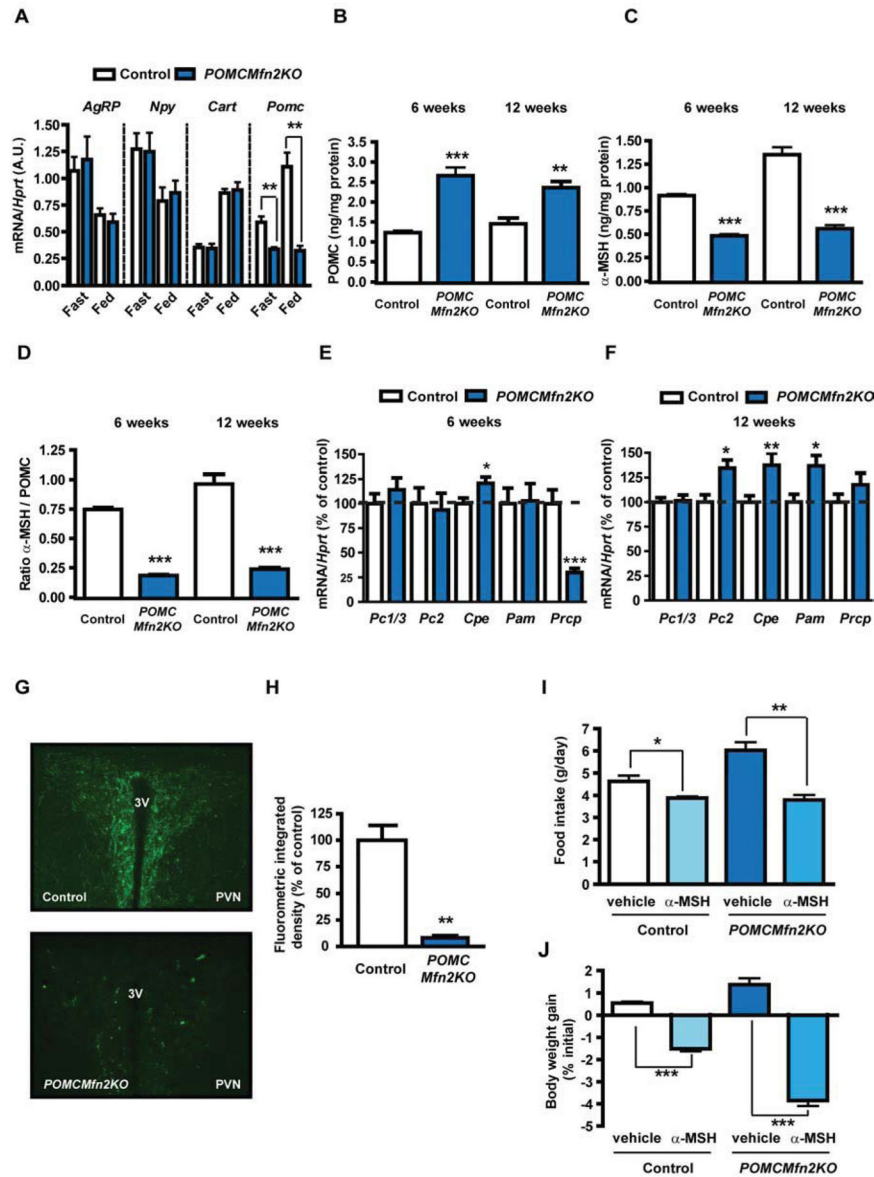 A
Control POMCMfn2KO
AgRP Npy Cart Pomc
mRNA/Hprt (A.U.)
1.50
1.25
1.00
0.75
0.50
0.25
0.00
**
**
Fast Fed Fast Fed Fast Fed Fast Fed
B
6 weeks 12 weeks
POMC (ng/mg protein)
3.5
3.0
2.5
2.0
1.5
1.0
0.5
0.0
*** **
Control POMC Mfn2KO Control POMC Mfn2KO
C
6 weeks 12 weeks
α-MSH (ng/mg protein)
1.50
1.25
1.00
0.75
0.50
0.25
0.00
*** ***
Control POMC Mfn2KO Control POMC Mfn2KO
D
6 weeks 12 weeks
Ratio α-MSH / POMC
1.25
1.00
0.75
0.50
0.25
0.00
*** ***
Control POMC Mfn2KO Control POMC Mfn2KO
E
Control POMCMfn2KO
6 weeks
mRNA/Hprt (% of control)
150
125
100
75
50
25
0
*
***
Pc1/3 Pc2 Cpe Pam Prcp
F
Control POMCMfn2KO
12 weeks
mRNA/Hprt (% of control)
150
125
100
75
50
25
0
* ** *
Pc1/3 Pc2 Cpe Pam Prcp
G
3V
Control PVN
3V
POMCMfn2KO PVN
H
Fluorometric integrated
density (% of control)
125
100
75
50
25
0
**
Control POMC
Mfn2KO
I
Food intake (g/day)
7
6
5
4
3
2
1
0
* **
vehicle α-MSH vehicle α-MSH
Control POMCMfn2KO
J
Body weight gain
(% initial)
2
1
0
-1
-2
-3
-4
-5
*** ***
vehicle α-MSH vehicle α-MSH
Control POMCMfn2KO